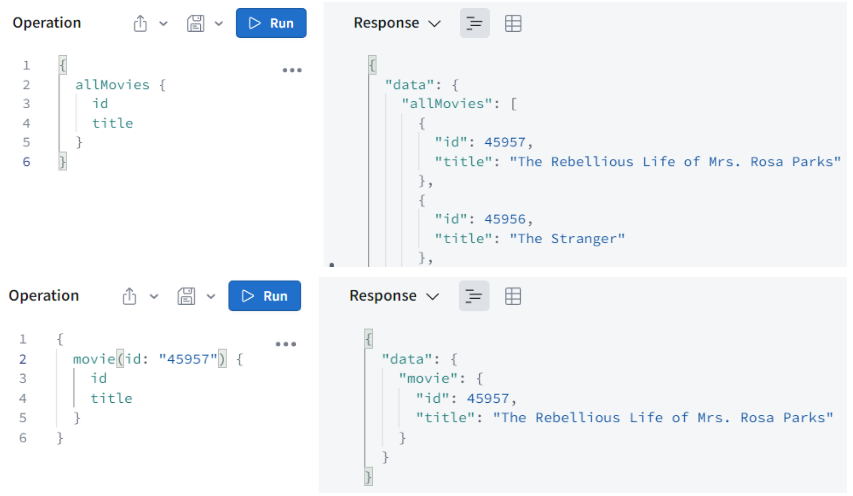 Operation
Run
1 {
2 allMovies {
3 id
4 title
5 }
6 }
Response
{
"data": {
"allMovies": [
{
"id": 45957,
"title": "The Rebellious Life of Mrs. Rosa Parks"
},
{
"id": 45956,
"title": "The Stranger"
},
Operation
Run
1 {
2 movie(id: "45957") {
3 id
4 title
5 }
6 }
Response
{
"data": {
"movie": {
"id": 45957,
"title": "The Rebellious Life of Mrs. Rosa Parks"
}
}
}